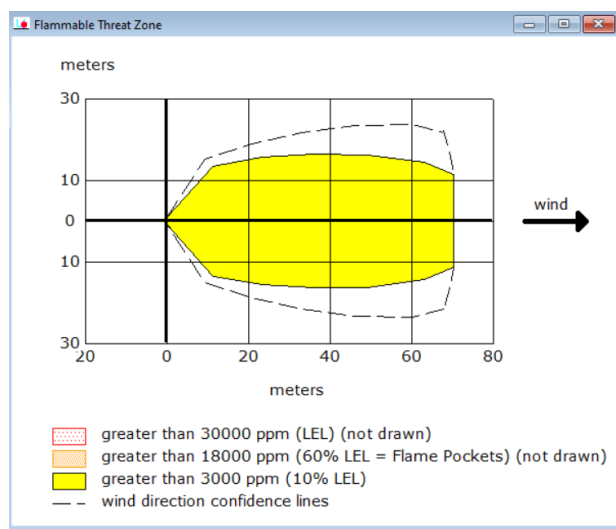 Flammable Threat Zone
meters
30
10
0
10
30
20 0 20 40 60 80
meters
wind
greater than 30000 ppm (LEL) (not drawn)
greater than 18000 ppm (60% LEL = Flame Pockets) (not drawn)
greater than 3000 ppm (10% LEL)
wind direction confidence lines